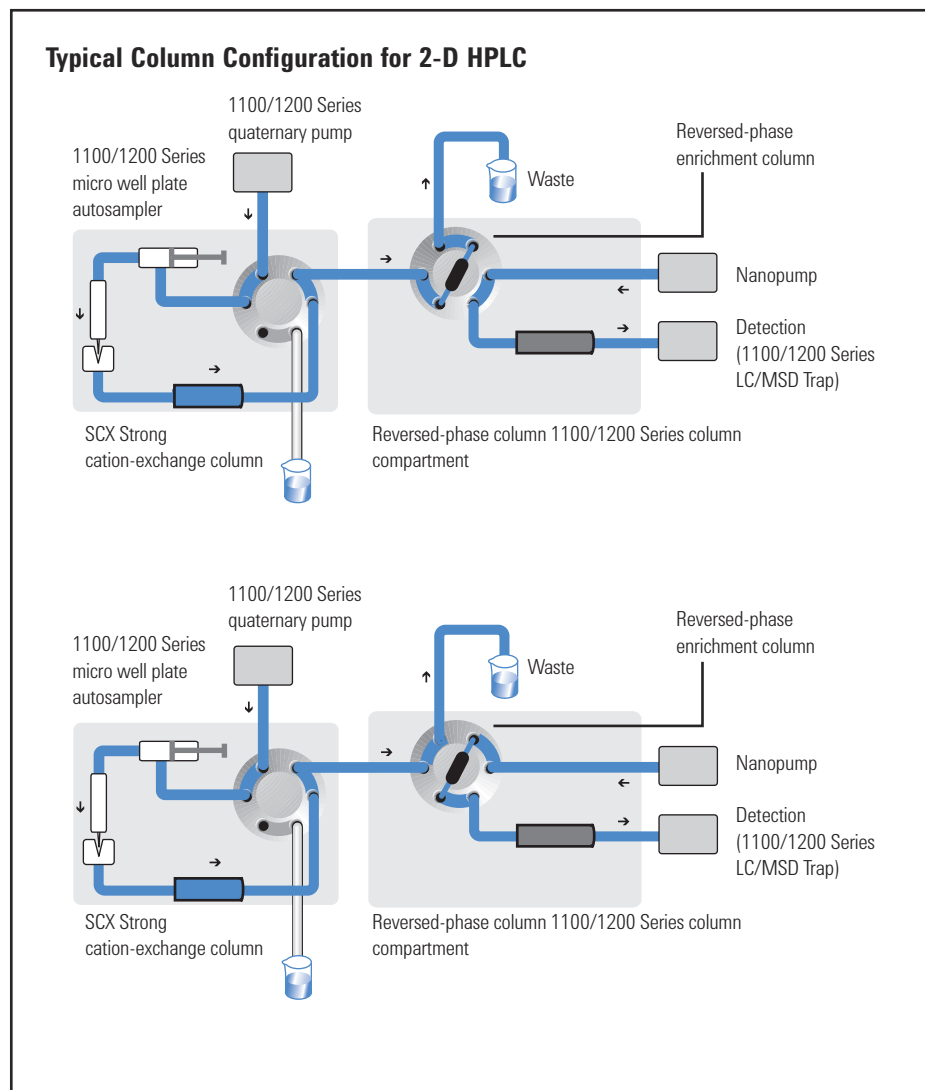 Typical Column Configuration for 2-D HPLC
1100/1200 Series
quaternary pump
1100/1200 Series
micro well plate
autosampler
Reversed-phase
enrichment column
Waste
Nanopump
Detection
(1100/1200 Series
LC/MSD Trap)
SCX Strong
cation-exchange column
Reversed-phase column 1100/1200 Series column
compartment
1100/1200 Series
quaternary pump
1100/1200 Series
micro well plate
autosampler
Reversed-phase
enrichment column
Waste
Nanopump
Detection
(1100/1200 Series
LC/MSD Trap)
SCX Strong
cation-exchange column
Reversed-phase column 1100/1200 Series column
compartment